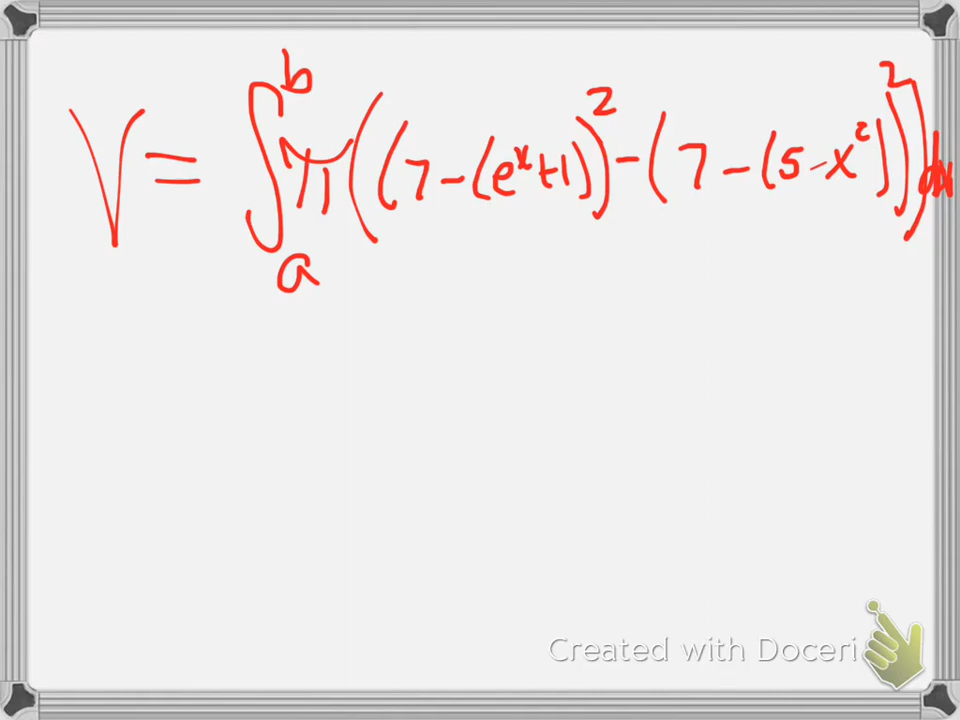 V = ∫_a^b π((7-(e^x+1))^2 - (7-(5-x^2))^2)dx
Created with Doceri